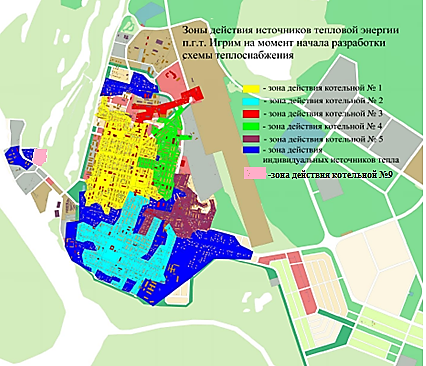 Зоны действия источников тепловой энергии
п.г.т. Игрим на момент начала разработки
схемы теплоснабжения
- зона действия котельной № 1
- зона действия котельной № 2
- зона действия котельной № 3
- зона действия котельной № 4
- зона действия котельной № 5
- зона действия
индивидуальных источников тепла
-зона действия котельной №9